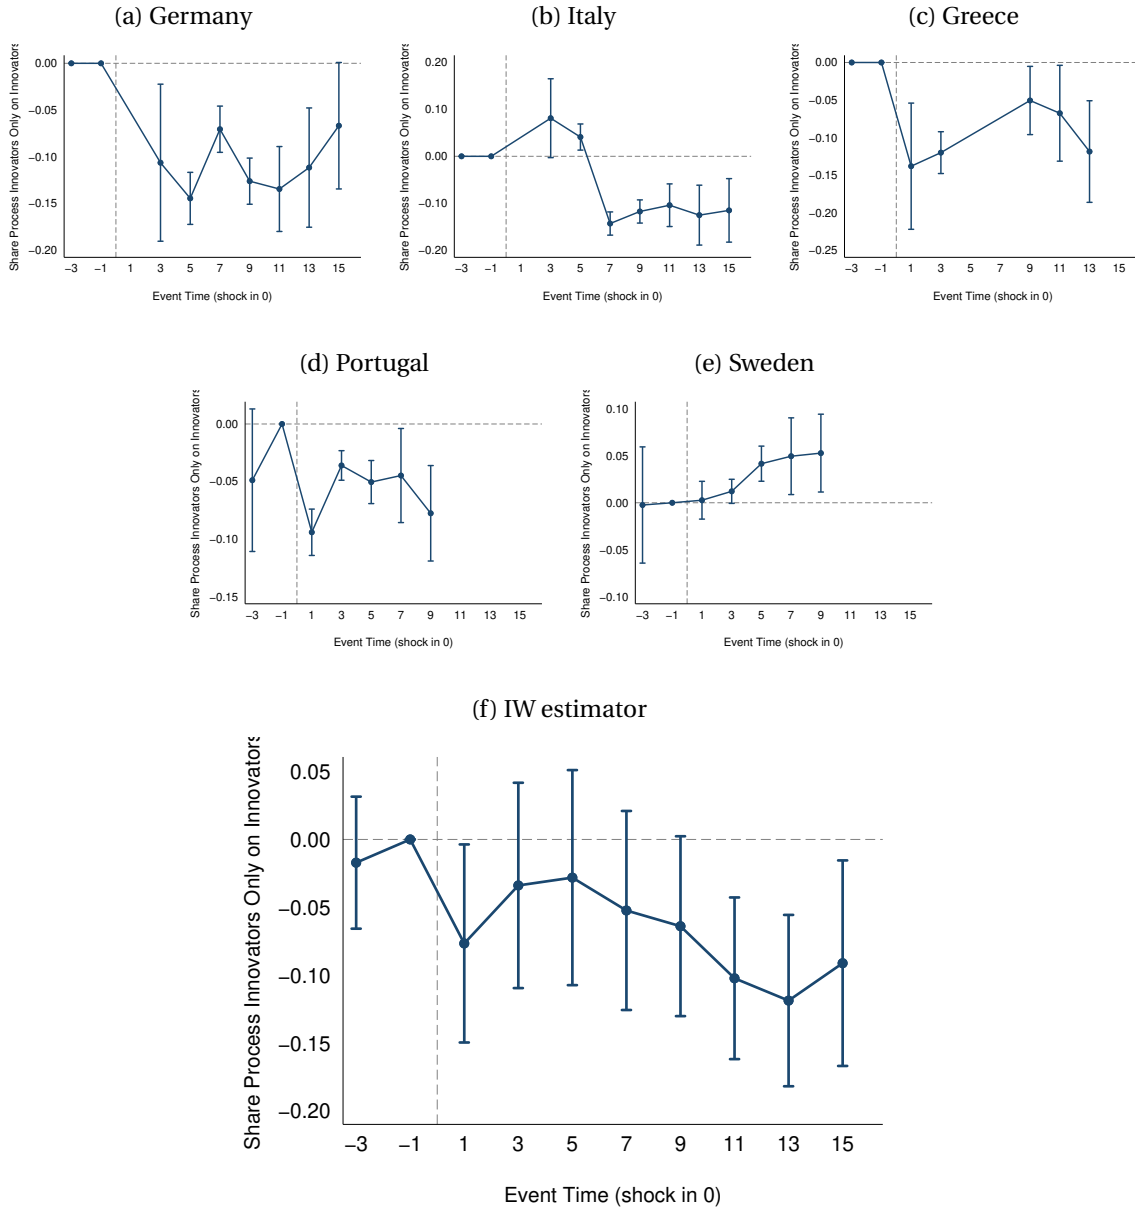 (a) Germany
Share Process Innovators Only on Innovators
0.00
−0.05
−0.10
−0.15
−0.20
−3 −1 1 3 5 7 9 11 13 15
Event Time (shock in 0)
(b) Italy
Share Process Innovators Only on Innovators
0.20
0.10
0.00
−0.10
−0.20
−3 −1 1 3 5 7 9 11 13 15
Event Time (shock in 0)
(c) Greece
Share Process Innovators Only on Innovators
0.00
−0.05
−0.10
−0.15
−0.20
−0.25
−3 −1 1 3 5 7 9 11 13 15
Event Time (shock in 0)
(d) Portugal
Share Process Innovators Only on Innovators
0.00
−0.05
−0.10
−0.15
−3 −1 1 3 5 7 9 11 13 15
Event Time (shock in 0)
(e) Sweden
Share Process Innovators Only on Innovators
0.10
0.05
0.00
−0.05
−0.10
−3 −1 1 3 5 7 9 11 13 15
Event Time (shock in 0)
(f) IW estimator
Share Process Innovators Only on Innovators
0.05
0.00
−0.05
−0.10
−0.15
−0.20
−3 −1 1 3 5 7 9 11 13 15
Event Time (shock in 0)